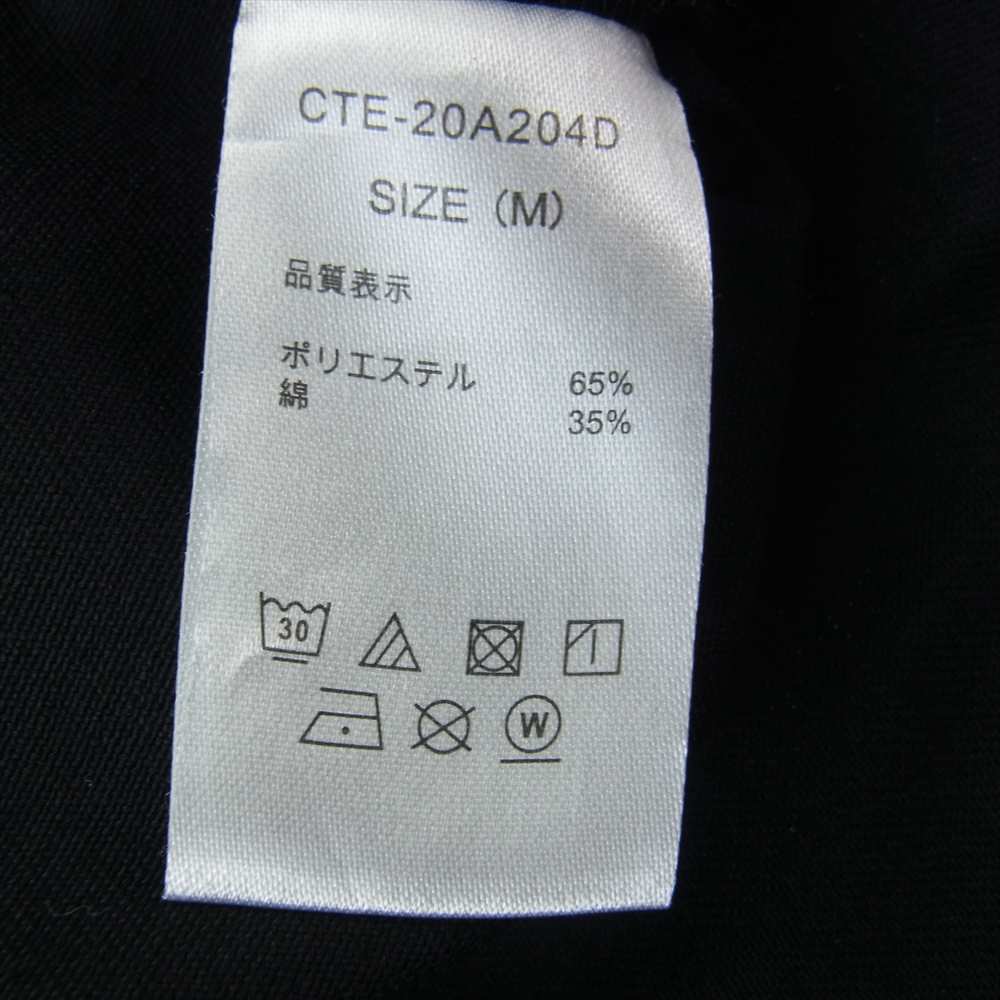 CTE-20A204D
SIZE (M)
品質表示
ポリエステル 65%
綿 35%
30
W